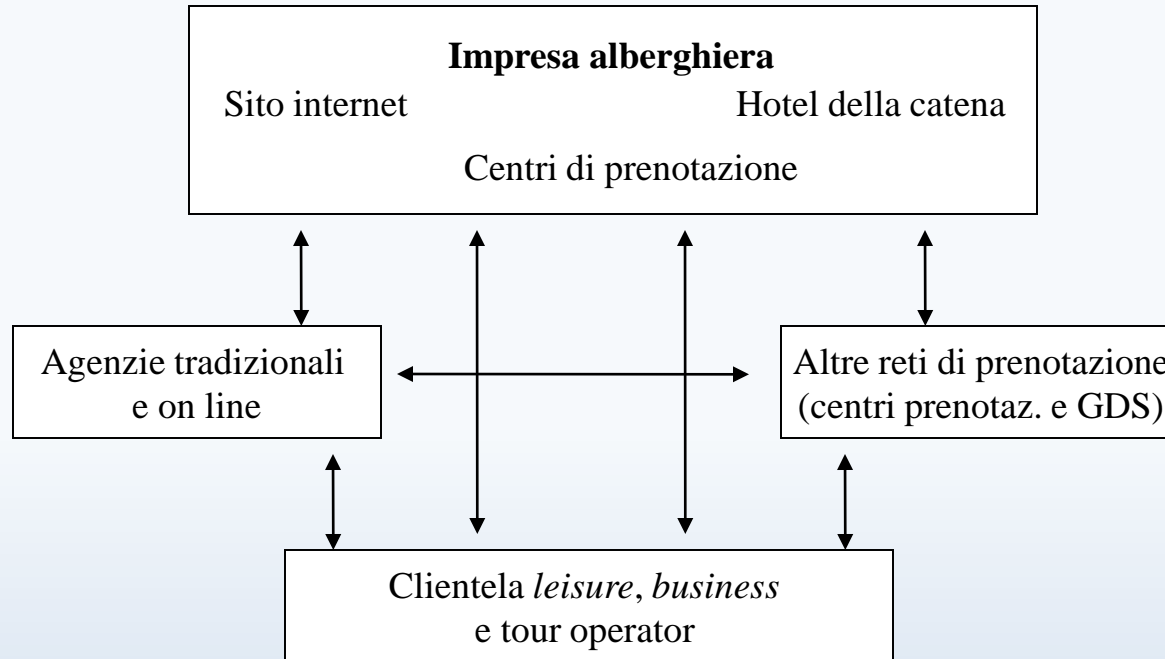 Impresa alberghiera
Sito internet Hotel della catena
Centri di prenotazione
Agenzie tradizionali
e on line
Altre reti di prenotazione
(centri prenotaz. e GDS)
Clientela leisure, business
e tour operator